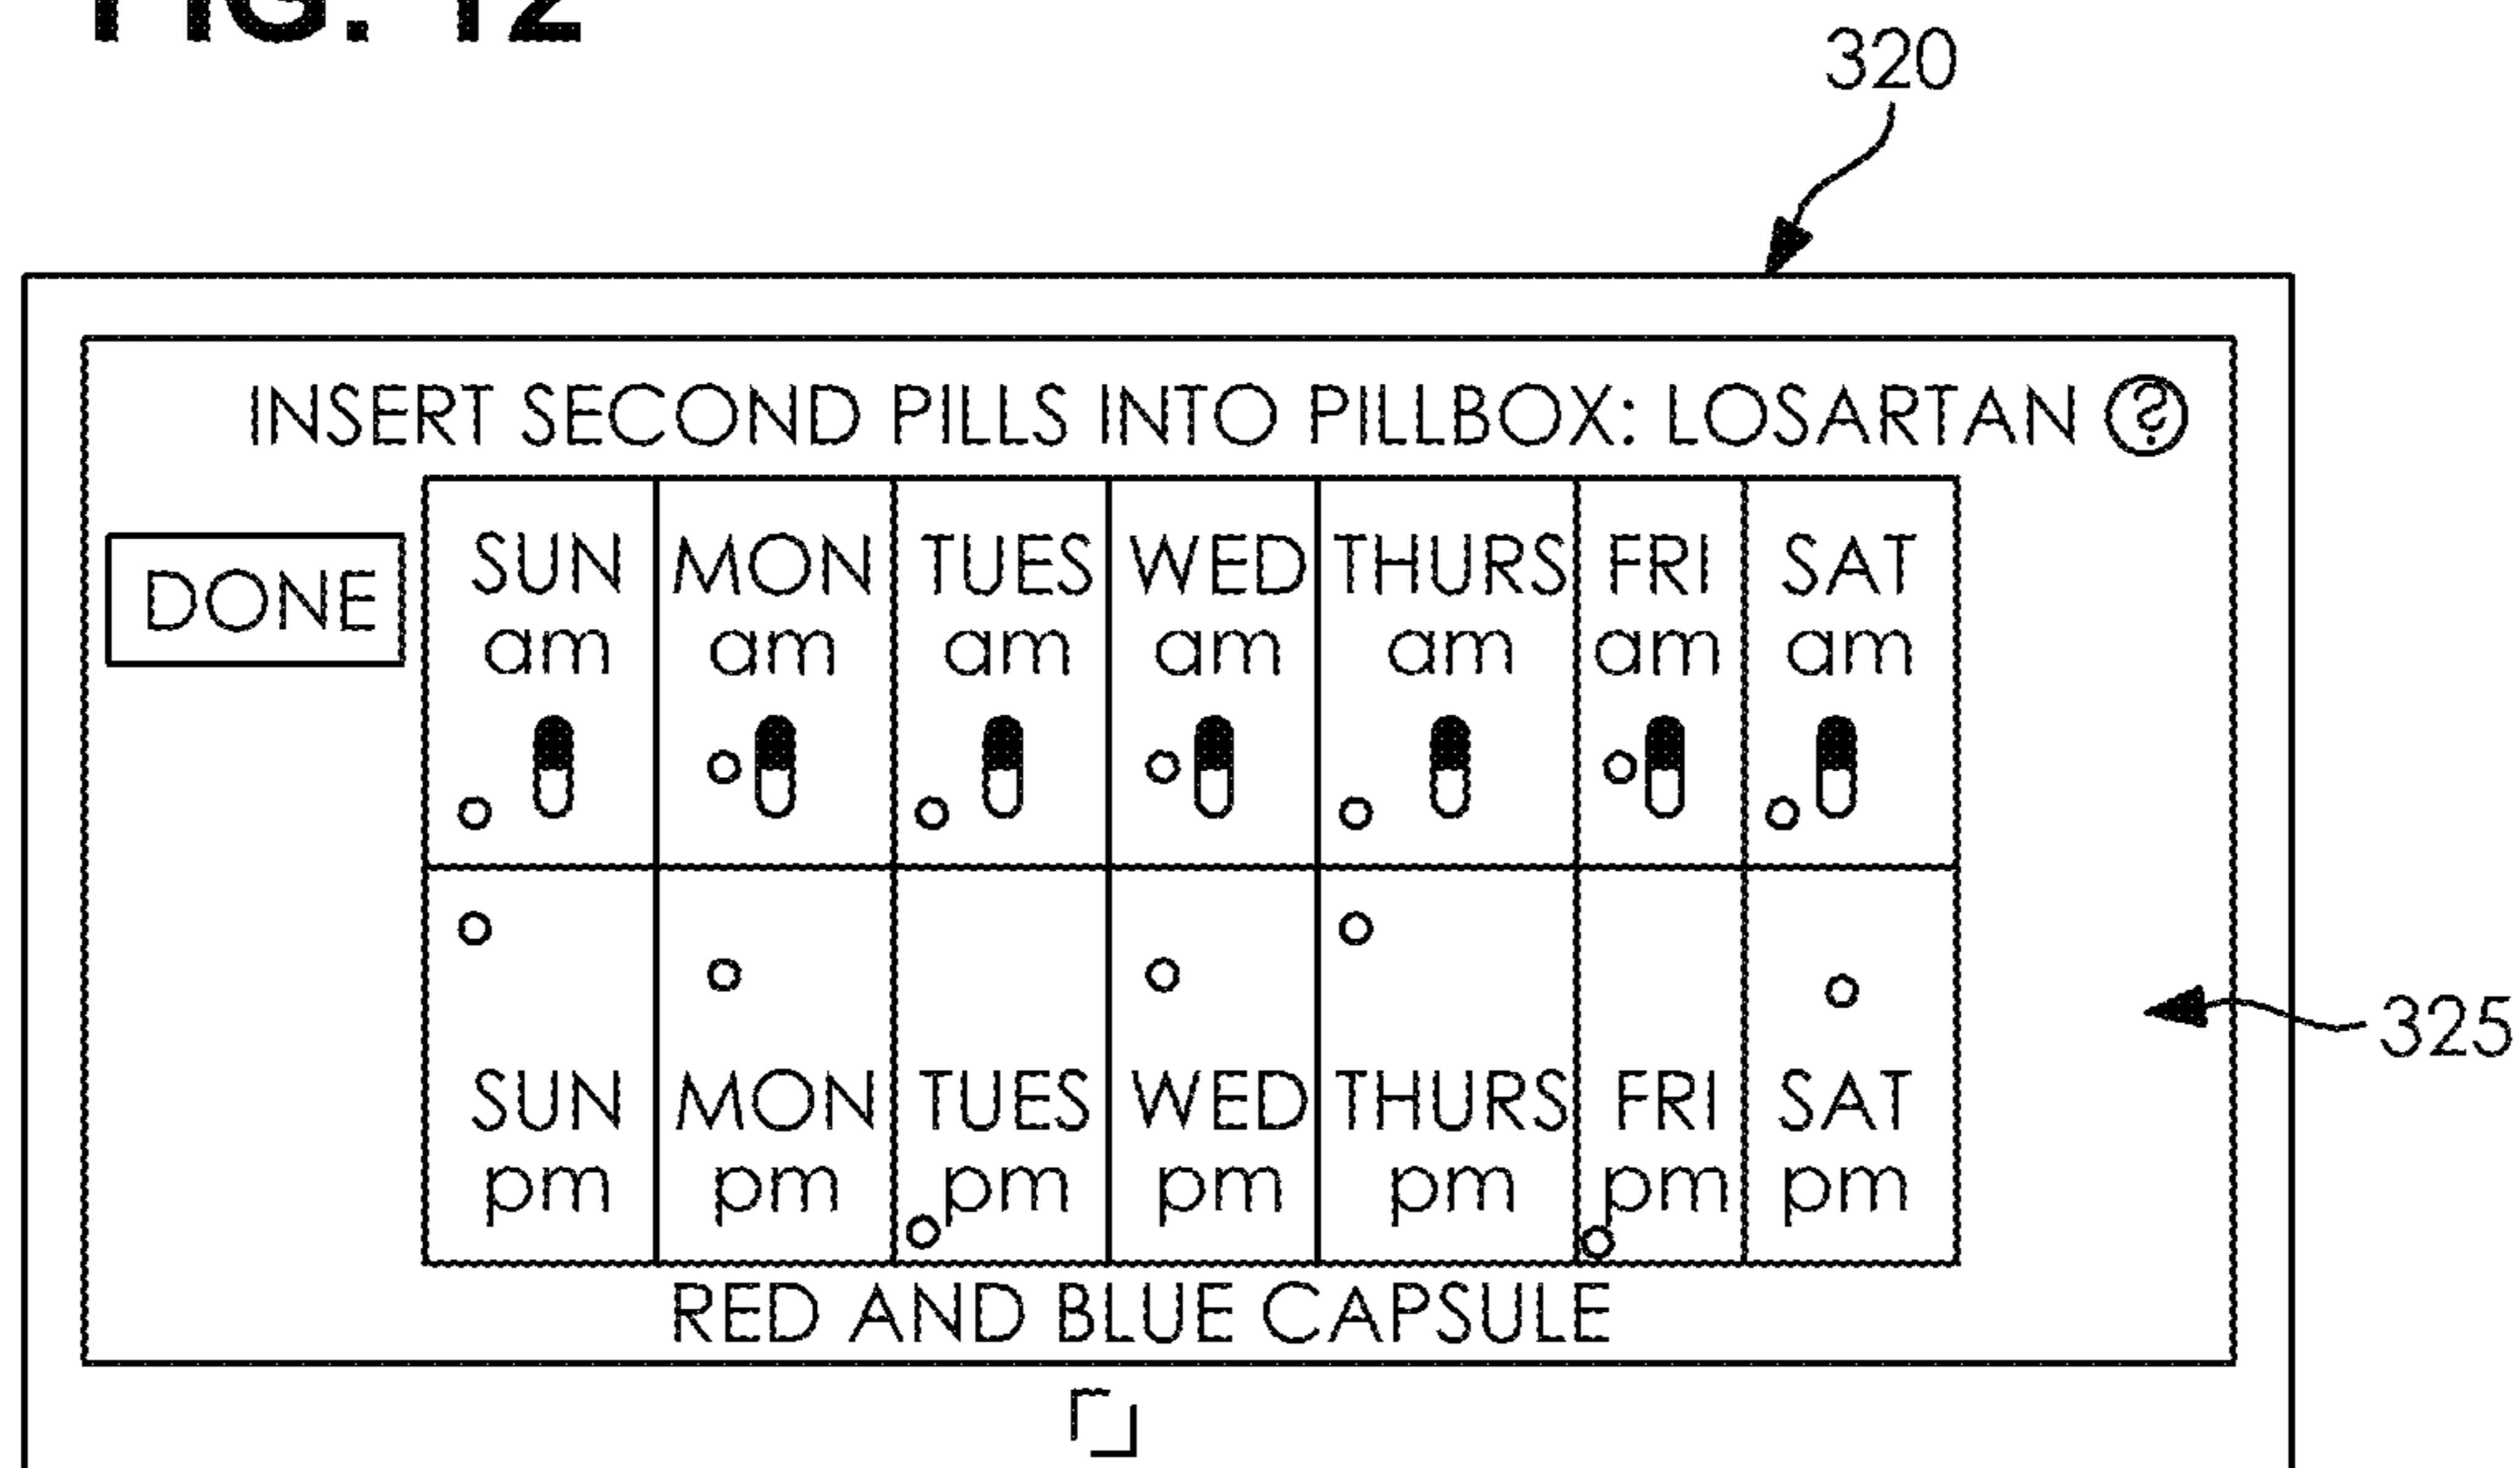 FIG. 12
320
INSERT SECOND PILLS INTO PILLBOX: LOSARTAN ?
DONE
SUN MON TUES WED THURS FRI SAT
am am am am am am am
325
SUN MON TUES WED THURS FRI SAT
pm pm pm pm pm pm pm
RED AND BLUE CAPSULE